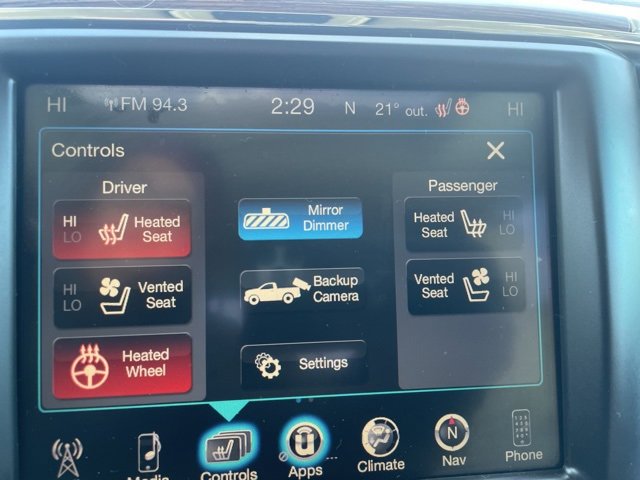 HI FM 94.3 2:29 N 21° out. HI
Controls
Driver
HI
LO
Heated
Seat
HI
LO
Vented
Seat
Heated
Wheel
Mirror
Dimmer
Backup
Camera
Settings
Passenger
Heated
Seat
HI
LO
Vented
Seat
HI
LO
Media
Controls
Apps
Climate
N
Nav
Phone